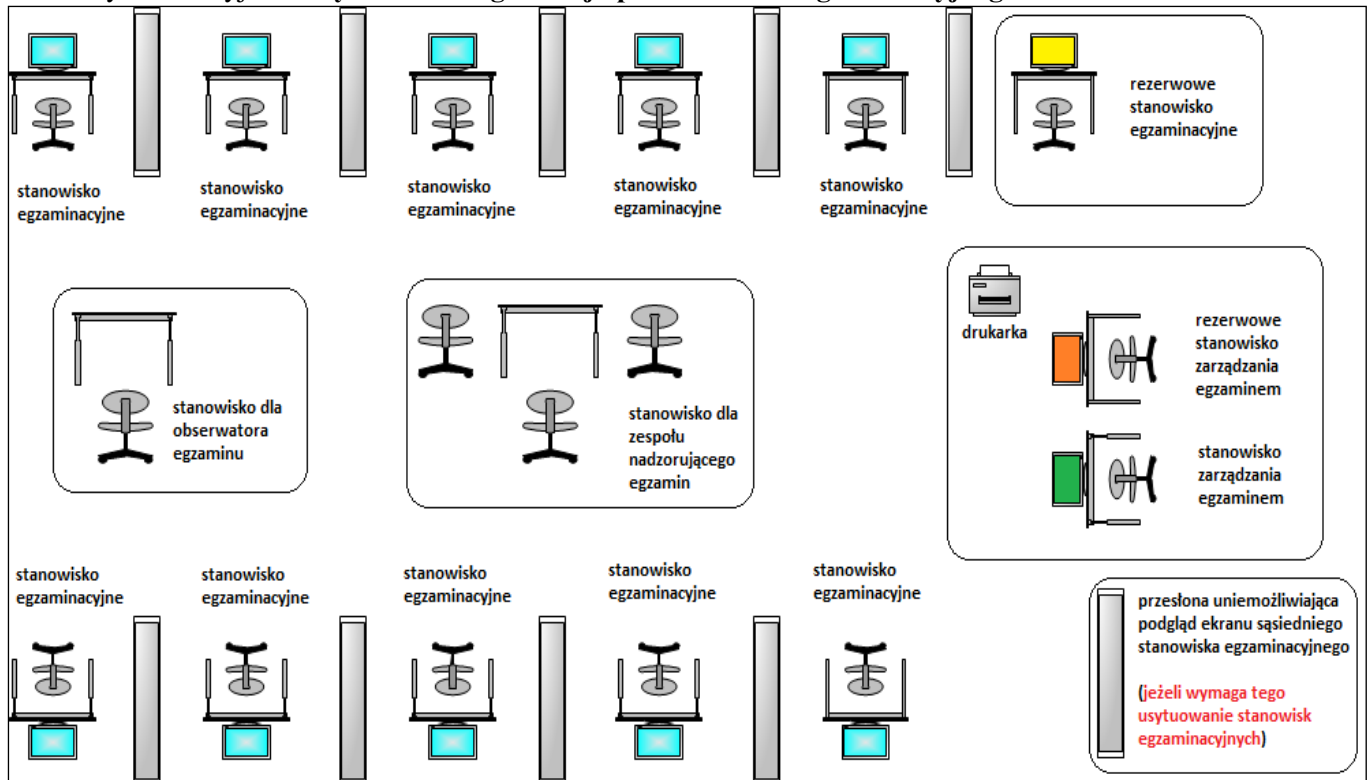 stanowisko
egzaminacyjne
stanowisko
egzaminacyjne
stanowisko
egzaminacyjne
stanowisko
egzaminacyjne
stanowisko
egzaminacyjne
rezerwowe
stanowisko
egzaminacyjne
stanowisko dla
obserwatora
egzaminu
stanowisko dla
zespołu
nadzorującego
egzamin
drukarka
rezerwowe
stanowisko
zarządzania
egzaminem
stanowisko
zarządzania
egzaminem
stanowisko
egzaminacyjne
stanowisko
egzaminacyjne
stanowisko
egzaminacyjne
stanowisko
egzaminacyjne
stanowisko
egzaminacyjne
przesłona uniemożliwiająca
podgląd ekranu sąsiedniego
stanowiska egzaminacyjnego
(jeżeli wymaga tego
usytuowanie stanowisk
egzaminacyjnych)